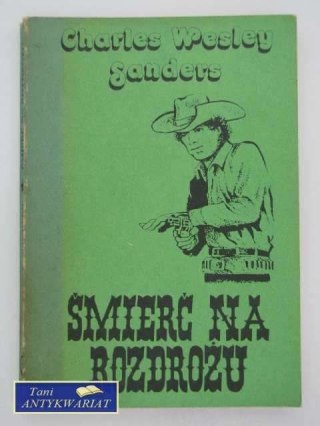 Charles Wesley
Sanders
ŚMIERĆ NA
ROZDROŻU
Tani
ANTYKWARIAT